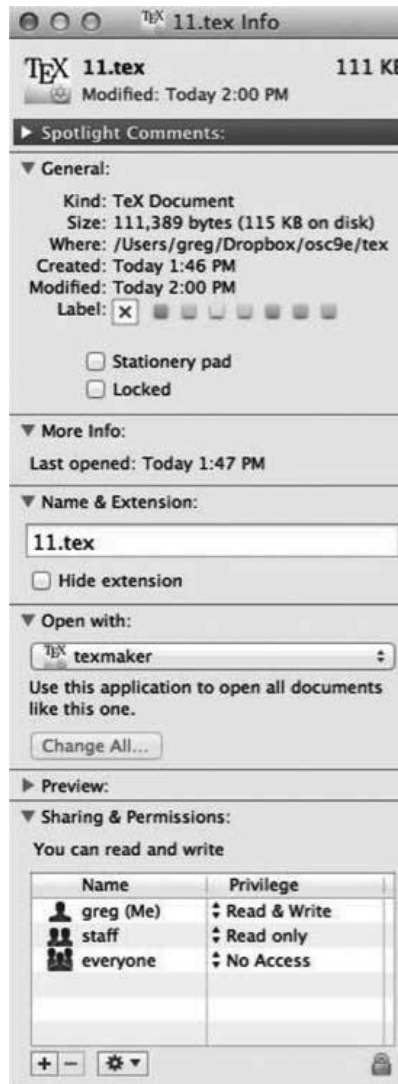 TEX 11.tex Info
TEX 11.tex 111 KB
Modified: Today 2:00 PM
Spotlight Comments:
General:
Kind: TeX Document
Size: 111,389 bytes (115 KB on disk)
Where: /Users/greg/Dropbox/osc9e/tex
Created: Today 1:46 PM
Modified: Today 2:00 PM
Label:
Stationery pad
Locked
More Info:
Last opened: Today 1:47 PM
Name & Extension:
11.tex
Hide extension
Open with:
TEX texmaker
Use this application to open all documents
like this one.
Change All...
Preview:
Sharing & Permissions:
You can read and write
Name Privilege
greg (Me) Read & Write
staff Read only
everyone No Access